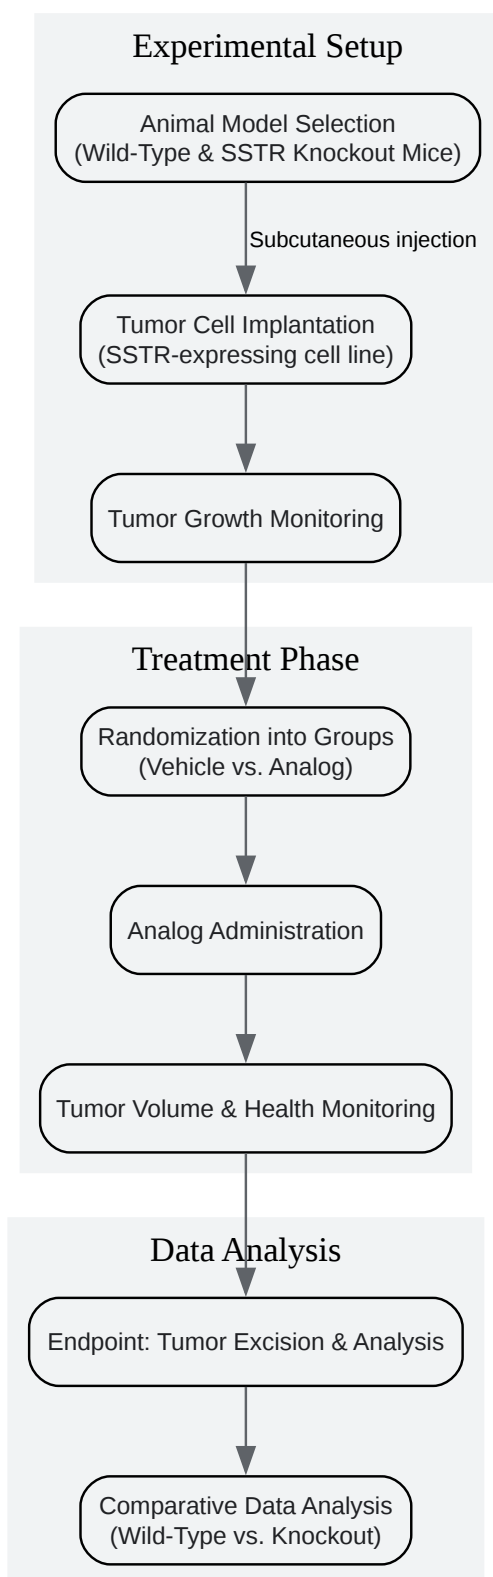 Experimental Setup
Animal Model Selection
(Wild-Type & SSTR Knockout Mice)
Subcutaneous injection
Tumor Cell Implantation
(SSTR-expressing cell line)
Tumor Growth Monitoring
Treatment Phase
Randomization into Groups
(Vehicle vs. Analog)
Analog Administration
Tumor Volume & Health Monitoring
Data Analysis
Endpoint: Tumor Excision & Analysis
Comparative Data Analysis
(Wild-Type vs. Knockout)